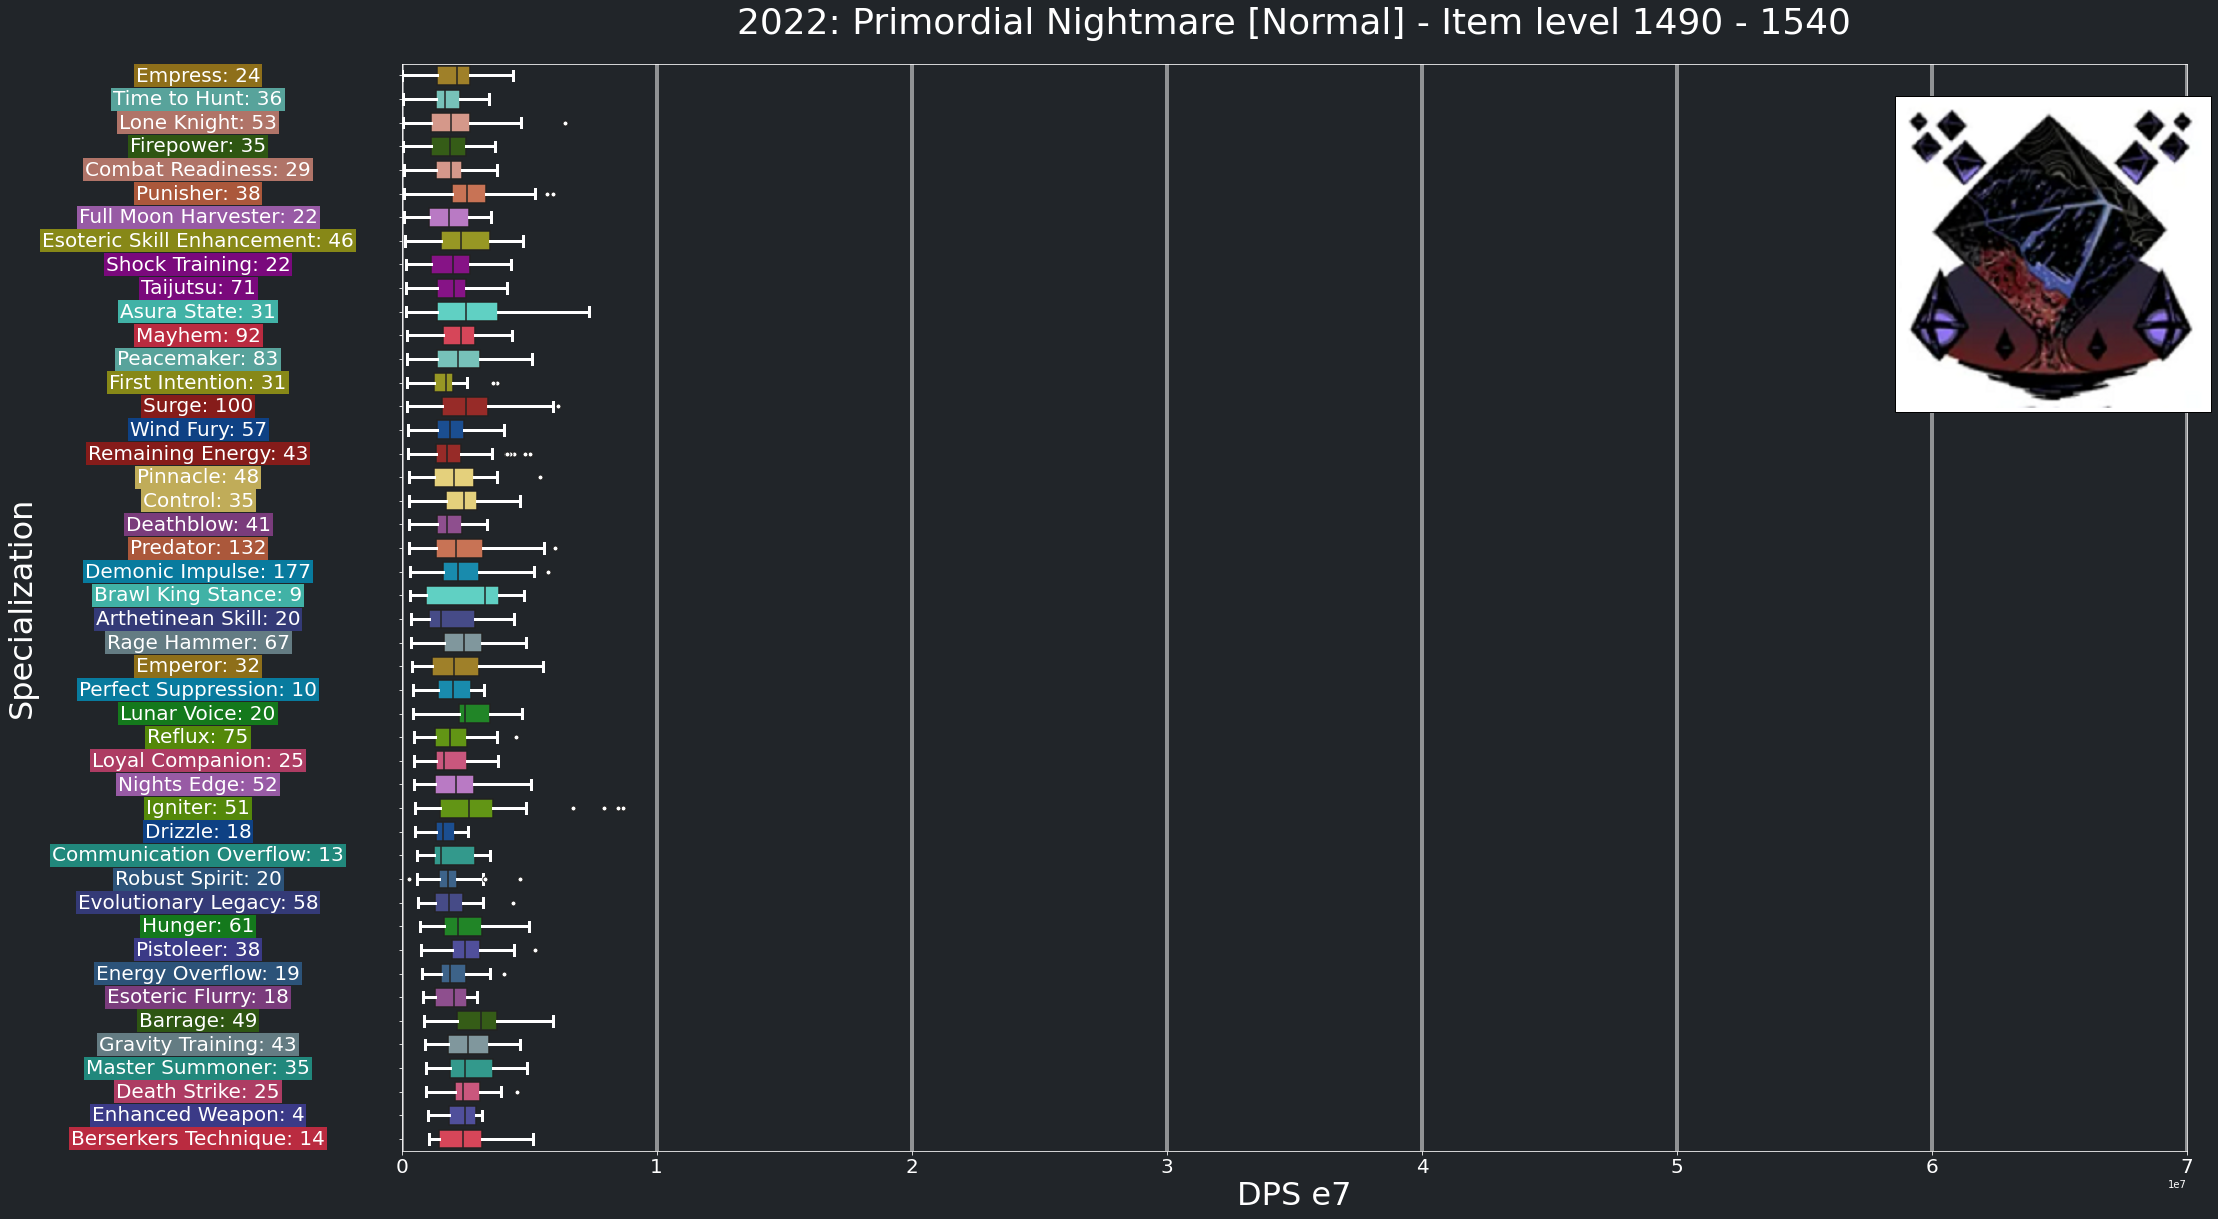 2022: Primordial Nightmare [Normal] - Item level 1490 - 1540
Specialization
Empress: 24
Time to Hunt: 36
Lone Knight: 53
Firepower: 35
Combat Readiness: 29
Punisher: 38
Full Moon Harvester: 22
Esoteric Skill Enhancement: 46
Shock Training: 22
Taijutsu: 71
Asura State: 31
Mayhem: 92
Peacemaker: 83
First Intention: 31
Surge: 100
Wind Fury: 57
Remaining Energy: 43
Pinnacle: 48
Control: 35
Deathblow: 41
Predator: 132
Demonic Impulse: 177
Brawl King Stance: 9
Arthetinean Skill: 20
Rage Hammer: 67
Emperor: 32
Perfect Suppression: 10
Lunar Voice: 20
Reflux: 75
Loyal Companion: 25
Nights Edge: 52
Igniter: 51
Drizzle: 18
Communication Overflow: 13
Robust Spirit: 20
Evolutionary Legacy: 58
Hunger: 61
Pistoleer: 38
Energy Overflow: 19
Esoteric Flurry: 18
Barrage: 49
Gravity Training: 43
Master Summoner: 35
Death Strike: 25
Enhanced Weapon: 4
Berserkers Technique: 14
0 1 2 3 4 5 6 7
1e7
DPS e7